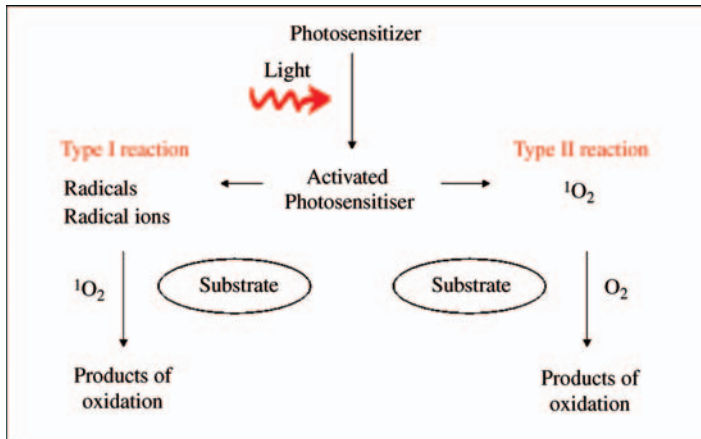 Photosensitizer
Light
Type I reaction
Type II reaction
Activated
Photosensitiser
Radicals
Radical ions
¹O₂
¹O₂
Substrate
Substrate
O₂
Products of
oxidation
Products of
oxidation